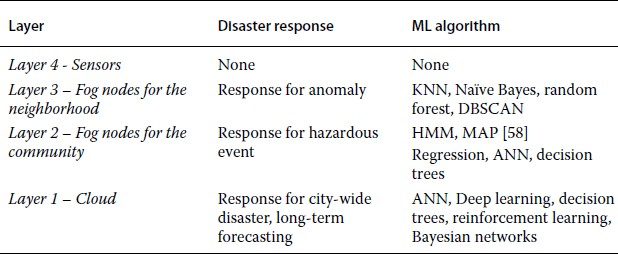 Layer Disaster response ML algorithm
Layer 4 - Sensors None None
Layer 3 – Fog nodes for the Response for anomaly KNN, Naïve Bayes, random
neighborhood forest, DBSCAN
Layer 2 – Fog nodes for the Response for hazardous HMM, MAP [58]
community event Regression, ANN, decision
trees
Layer 1 – Cloud Response for city-wide ANN, Deep learning, decision
disaster, long-term trees, reinforcement learning,
forecasting Bayesian networks